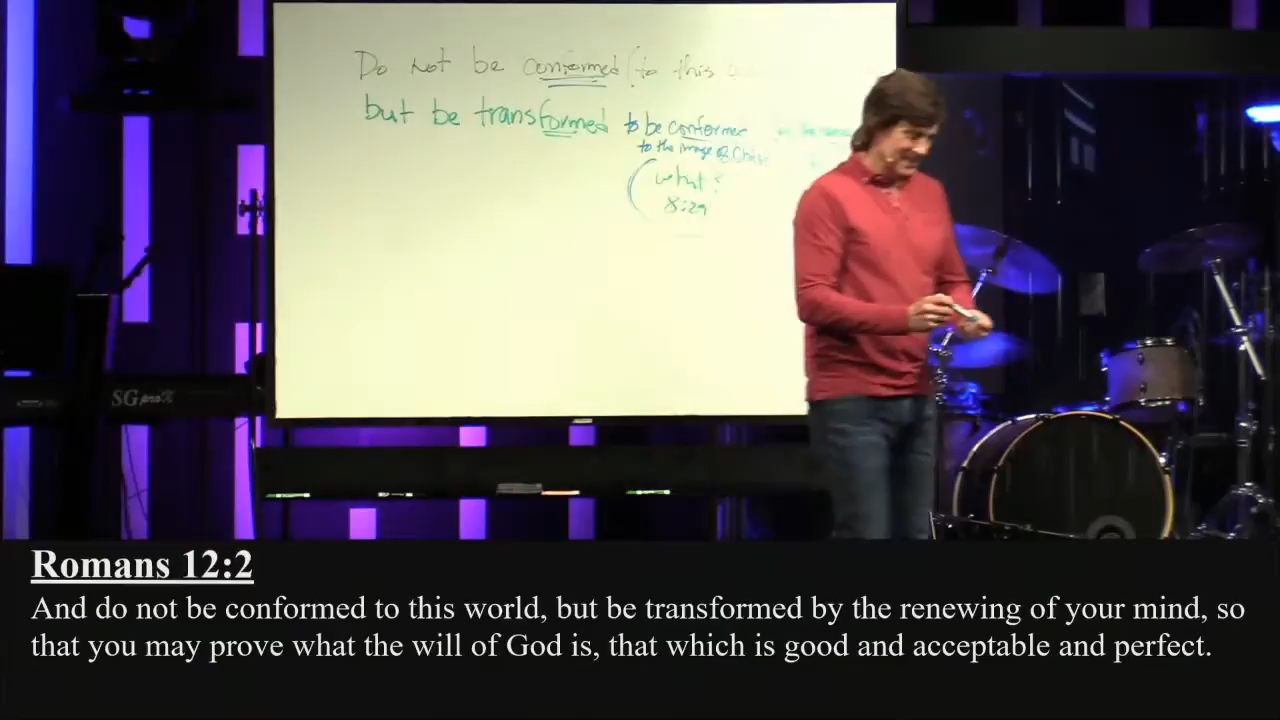 Do not be conformed (to this
but be transformed to be conformed
to the image of Christ
(what?
8:29
SG proX
Romans 12:2
And do not be conformed to this world, but be transformed by the renewing of your mind, so
that you may prove what the will of God is, that which is good and acceptable and perfect.